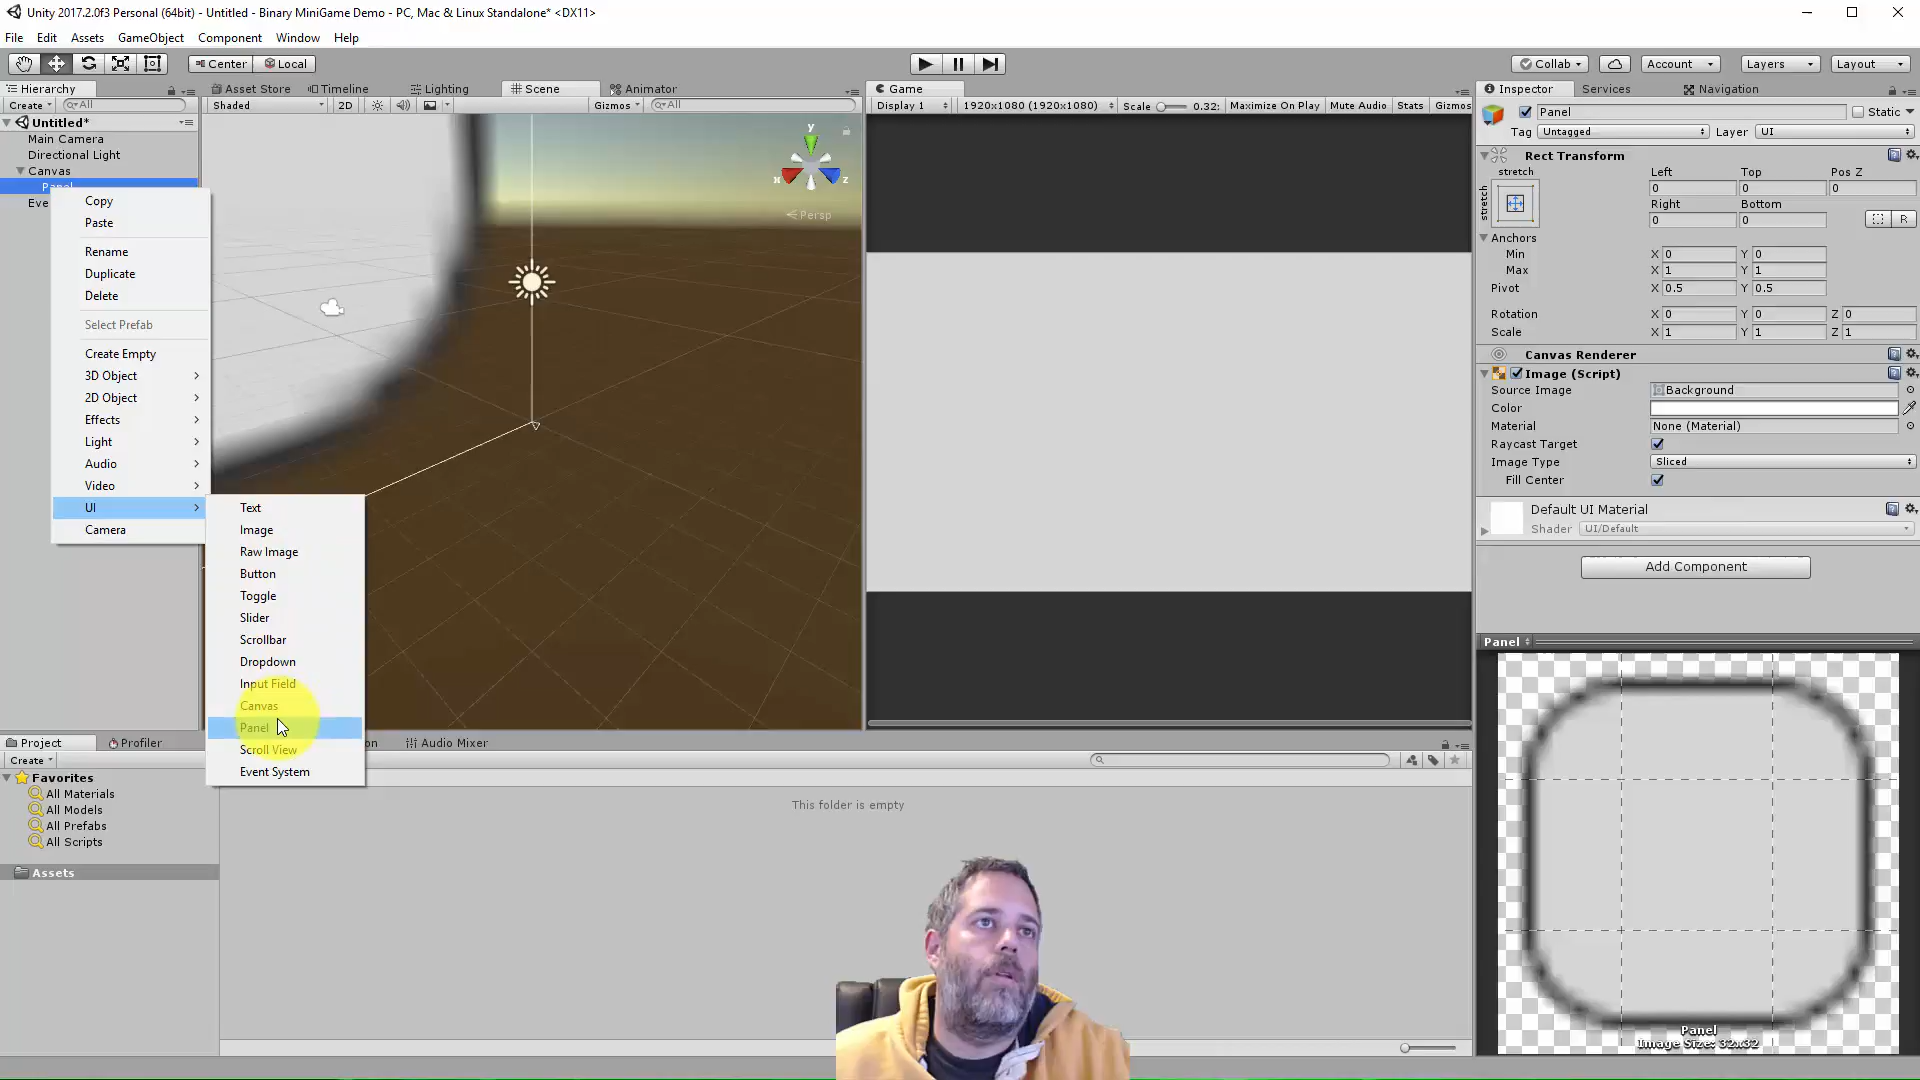 Unity 2017.2.0f3 Personal (64bit) - Untitled - Binary MiniGame Demo - PC, Mac & Linux Standalone* <DX11>
File Edit Assets GameObject Component Window Help
Center Local Collab Account Layers Layout
Hierarchy Asset Store Timeline Lighting Scene Animator Game Inspector Services Navigation
Create All Shaded 2D Gizmos All Display 1 1920x1080 (1920x1080) Scale 0.32: Maximize On Play Mute Audio Stats Gizmos
Untitled*
Main Camera
Directional Light
Canvas
Panel
Eve
Copy
Paste
Rename
Duplicate
Delete
Select Prefab
Create Empty
3D Object
2D Object
Effects
Light
Audio
Video
UI
Camera
Text
Image
Raw Image
Button
Toggle
Slider
Scrollbar
Dropdown
Input Field
Canvas
Panel
Scroll View
Event System
y
x z
Persp
Panel Static
Tag Untagged Layer UI
Rect Transform
stretch Left Top Pos Z
stretch 0 0 0
Right Bottom
0 0 R
Anchors
Min X 0 Y 0
Max X 1 Y 1
Pivot X 0.5 Y 0.5
Rotation X 0 Y 0 Z 0
Scale X 1 Y 1 Z 1
Canvas Renderer
Image (Script)
Source Image Background
Color
Material None (Material)
Raycast Target
Image Type Sliced
Fill Center
Default UI Material
Shader UI/Default
Add Component
Panel
Panel
Image Size: 32x32
Project Profiler on Audio Mixer
Create
Favorites
All Materials
All Models
All Prefabs
All Scripts
Assets
This folder is empty